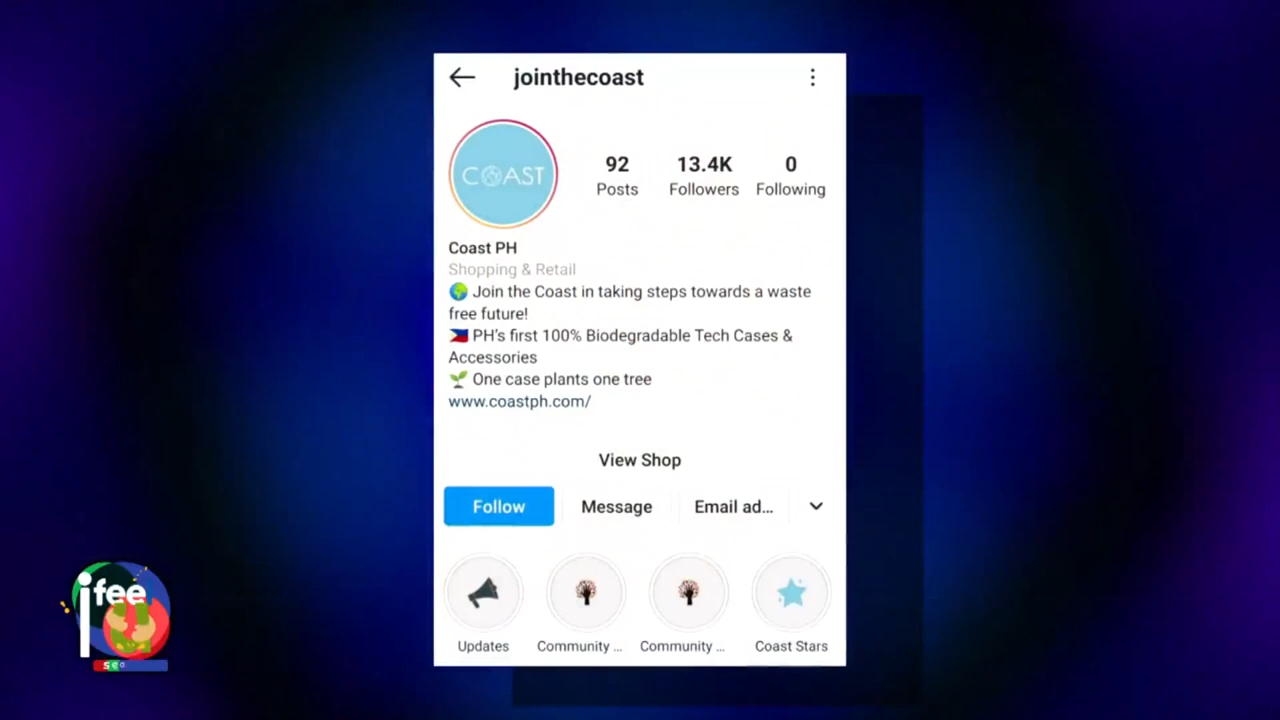 jointhecoast
COAST
92
Posts
13.4K
Followers
0
Following
Coast PH
Shopping & Retail
🌍 Join the Coast in taking steps towards a waste
free future!
🇵🇭 PH's first 100% Biodegradable Tech Cases &
Accessories
🌱 One case plants one tree
www.coastph.com/
View Shop
Follow
Message
Email ad...
Updates
Community ...
Community ...
Coast Stars
ifee
U